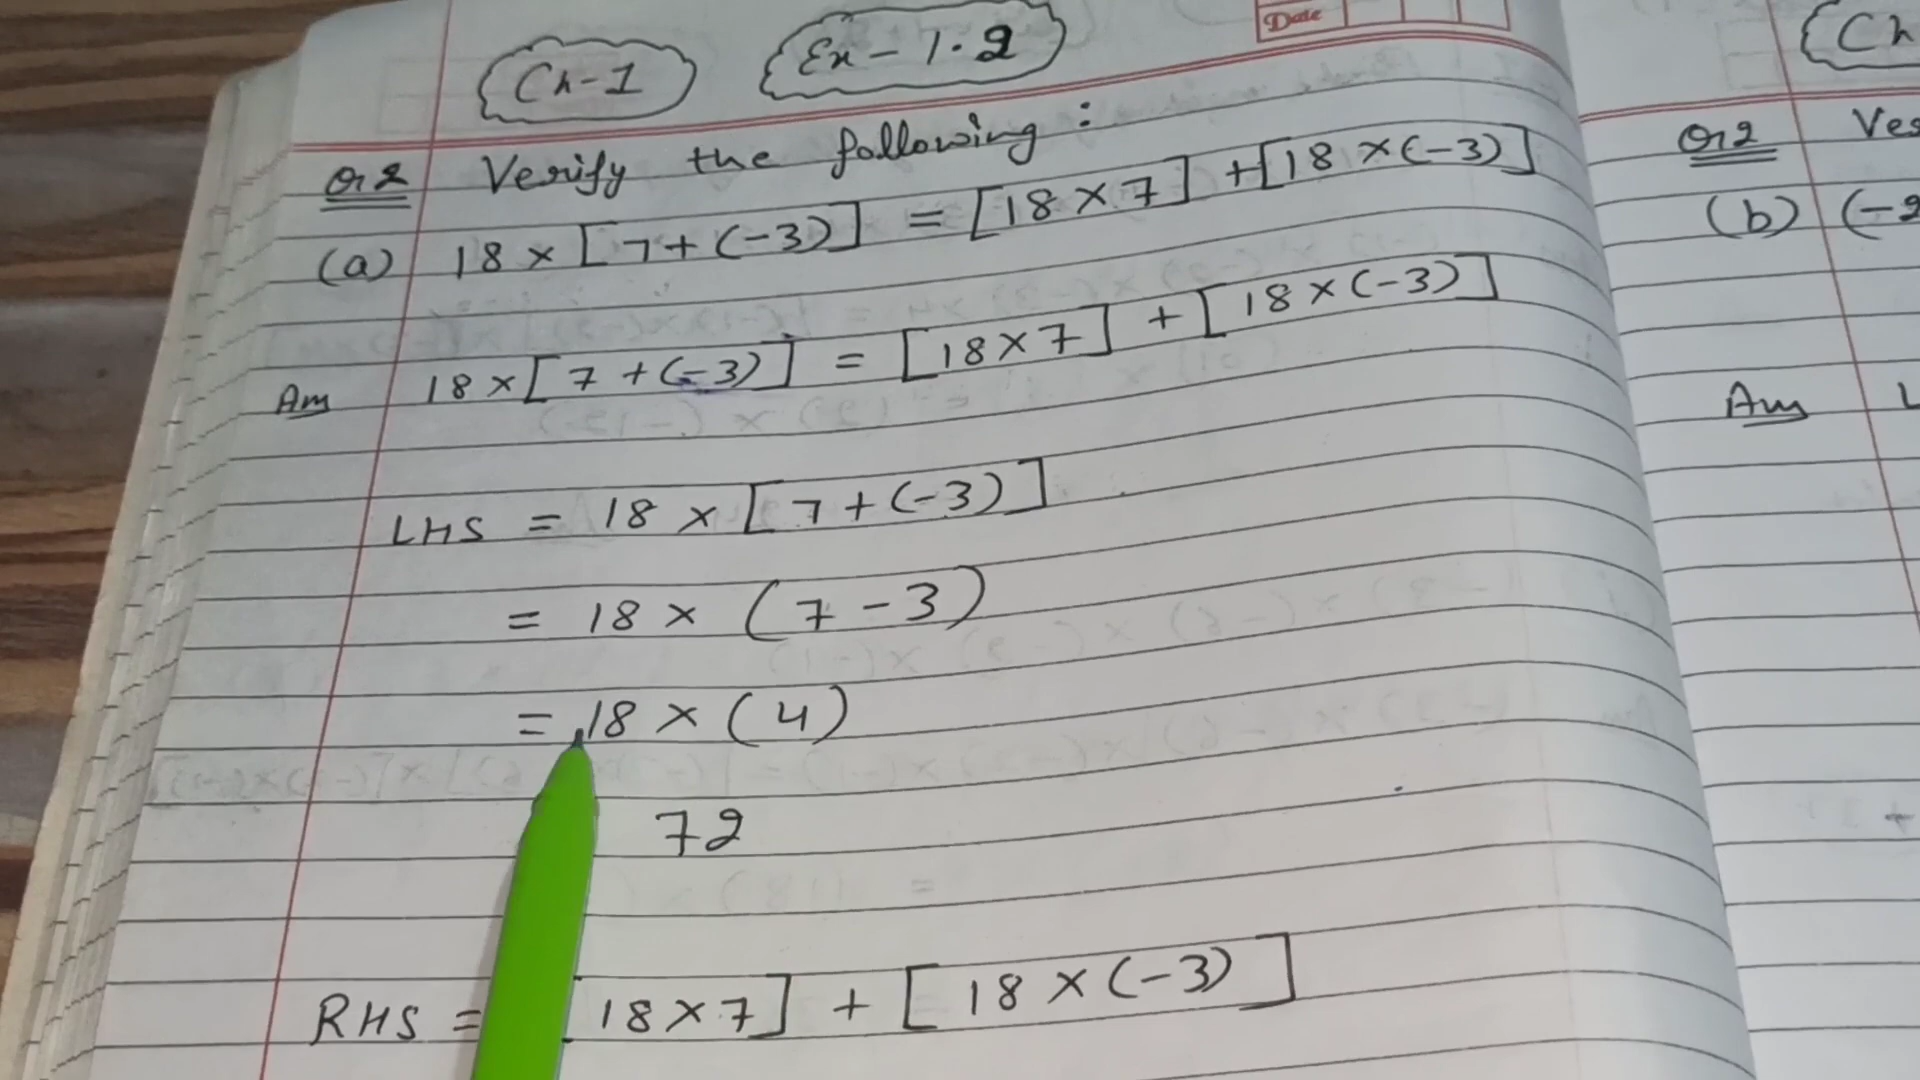 Date
Ch-1 Ex-1.2
Q2 Verify the following:
(a) 18 × [7 + (-3)] = [18 × 7] + [18 × (-3)]
Ans 18 × [7 + (-3)] = [18 × 7] + [18 × (-3)]
LHS = 18 × [7 + (-3)]
= 18 × (7 - 3)
= 18 × (4)
72
RHS = 18 × 7] + [18 × (-3)]
Ch
Q2 Ve
(b) (-2
Ans L